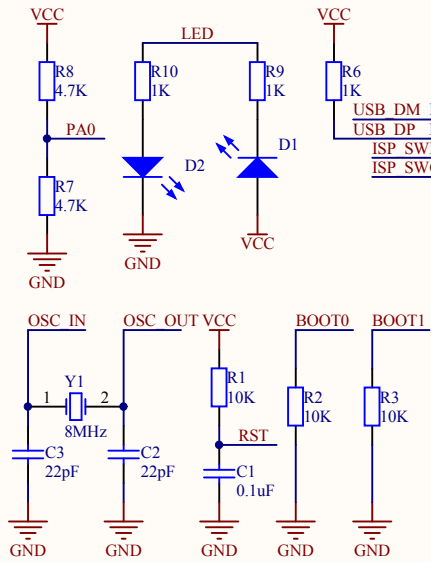 VCC
LED
VCC
R8
4.7K
R10
1K
R9
1K
R6
1K
USB_DM
PA0
USB_DP
D2
D1
ISP_SW
ISP_SW
R7
4.7K
GND
GND
VCC
OSC_IN
OSC_OUT
VCC
BOOT0
BOOT1
1
Y1
2
8MHz
R1
10K
R2
10K
R3
10K
RST
C3
22pF
C2
22pF
C1
0.1uF
GND
GND
GND
GND
GND